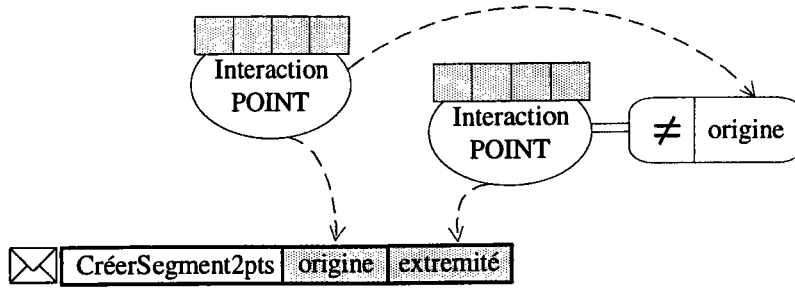 Interaction
POINT
Interaction
POINT
≠ origine
CréerSegment2pts origine extremité